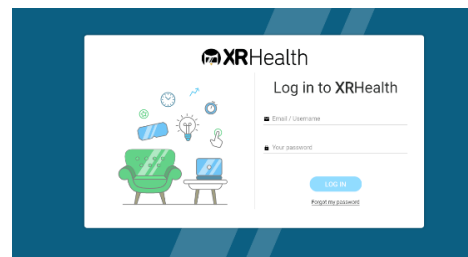 XRHealth
Log in to XRHealth
Email / Username
Your password
LOG IN
Forgot my password